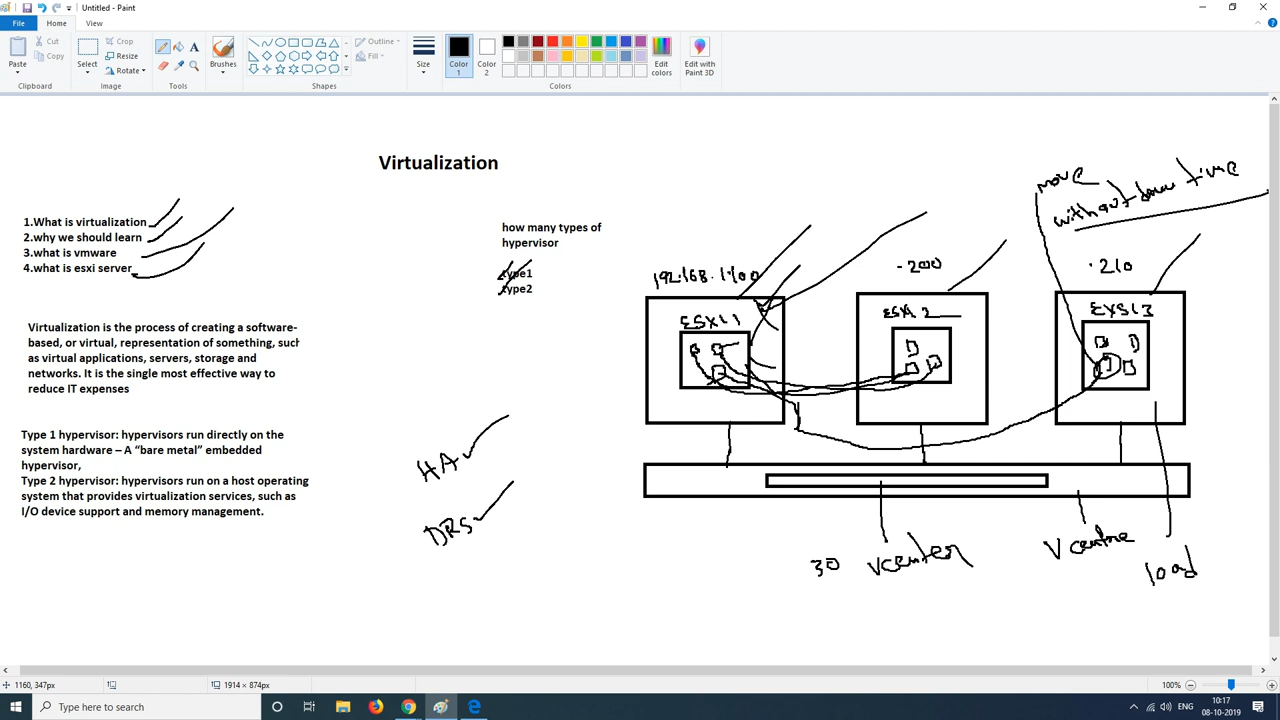 Untitled - Paint
File
Home
View
Paste
Cut
Copy
Clipboard
Select
Crop
Resize
Rotate
Image
Tools
Brushes
Shapes
Outline
Fill
Size
Color 1
Color 2
Colors
Edit colors
Edit with Paint 3D
Virtualization
1.What is virtualization
2.why we should learn
3.what is vmware
4.what is esxi server
how many types of
hypervisor
type1
type2
Virtualization is the process of creating a software-
based, or virtual, representation of something, such
as virtual applications, servers, storage and
networks. It is the single most effective way to
reduce IT expenses
Type 1 hypervisor: hypervisors run directly on the
system hardware – A “bare metal” embedded
hypervisor,
Type 2 hypervisor: hypervisors run on a host operating
system that provides virtualization services, such as
I/O device support and memory management.
HA
DRS
move
without down time
192.168.1.100
.200
.210
ESXI 1
ESXI 2
EXSI 3
30
Vcenter
Vcentre
load
1160, 347px
1914 × 874px
100%
Type here to search
ENG
10:17
08-10-2019